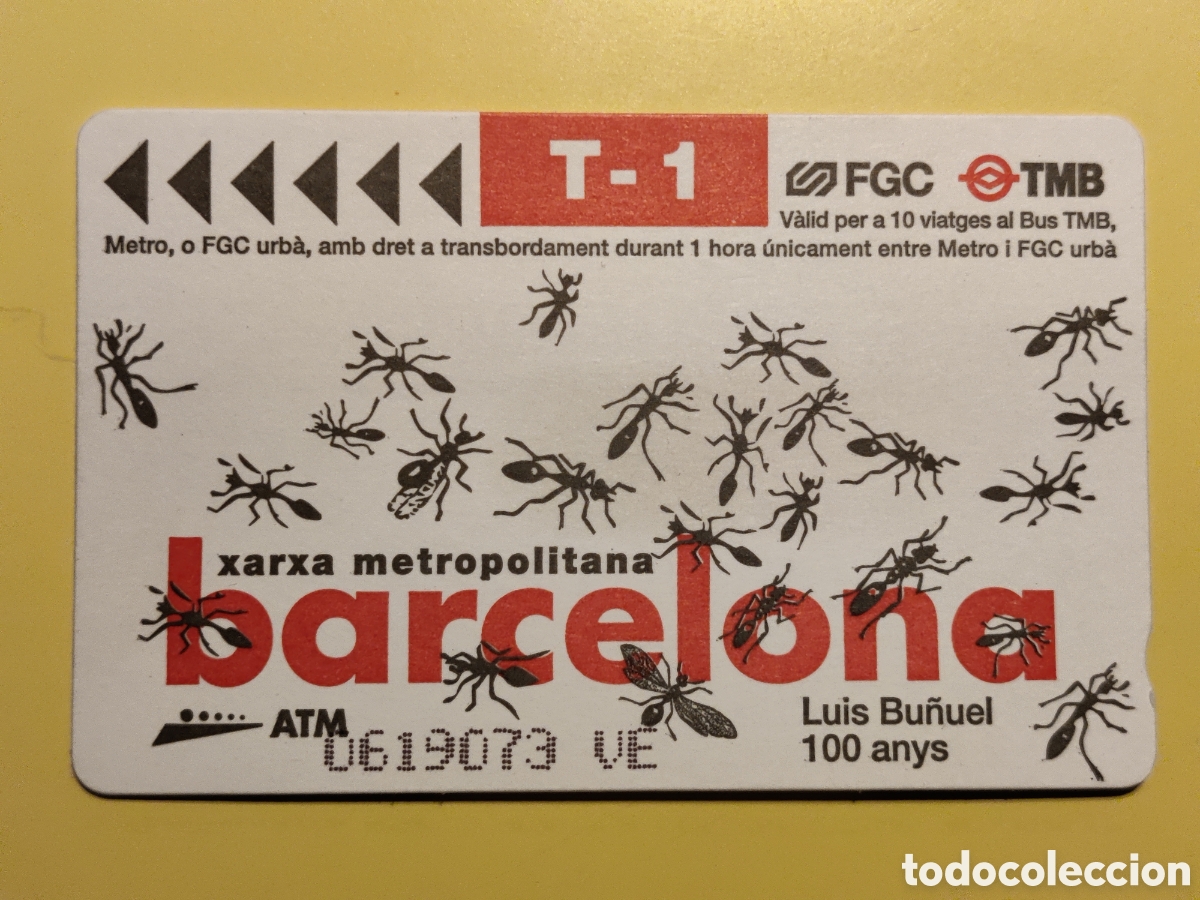 T-1
FGC TMB
Vàlid per a 10 viatges al Bus TMB,
Metro, o FGC urbà, amb dret a transbordament durant 1 hora únicament entre Metro i FGC urbà
xarxa metropolitana
barcelona
Luis Buñuel
100 anys
ATM
0619073 VE
todocoleccion